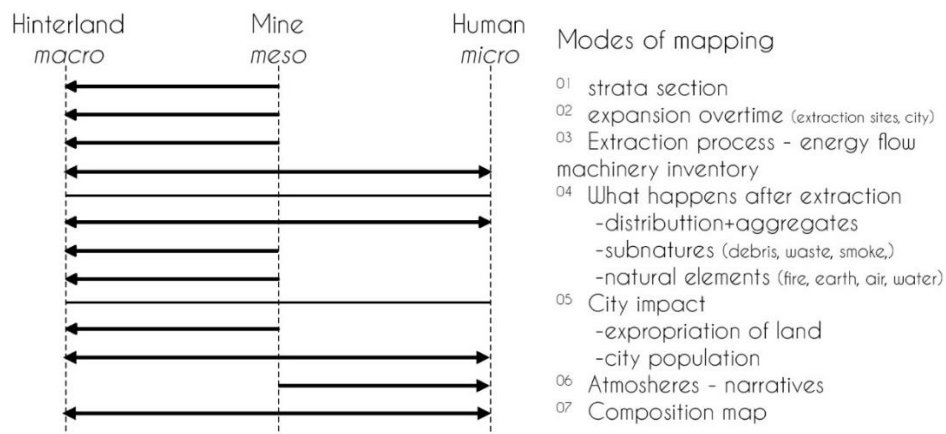 Hinterland
macro
Mine
meso
Human
micro
Modes of mapping
01 strata section
02 expansion overtime (extraction sites, city)
03 Extraction process - energy flow
machinery inventory
04 What happens after extraction
-distributtion+aggregates
-subnatures (debris, waste, smoke,)
-natural elements (fire, earth, air, water)
05 City impact
-expropriation of land
-city population
06 Atmosheres - narratives
07 Composition map